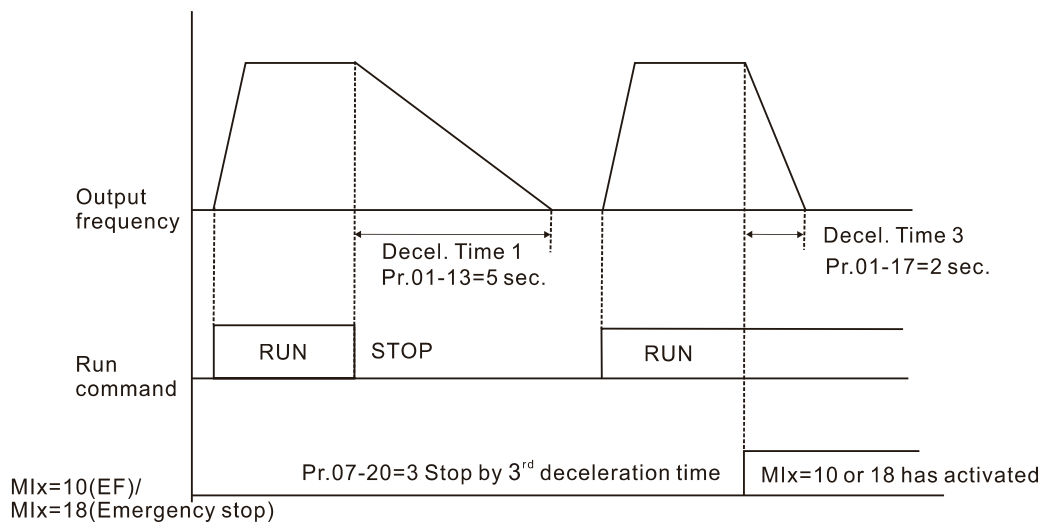 Output
frequency
Decel. Time 1
Pr.01-13=5 sec.
Decel. Time 3
Pr.01-17=2 sec.
RUN
STOP
RUN
Run
command
Pr.07-20=3 Stop by 3rd deceleration time
MIx=10 or 18 has activated
MIx=10(EF)/
MIx=18(Emergency stop)